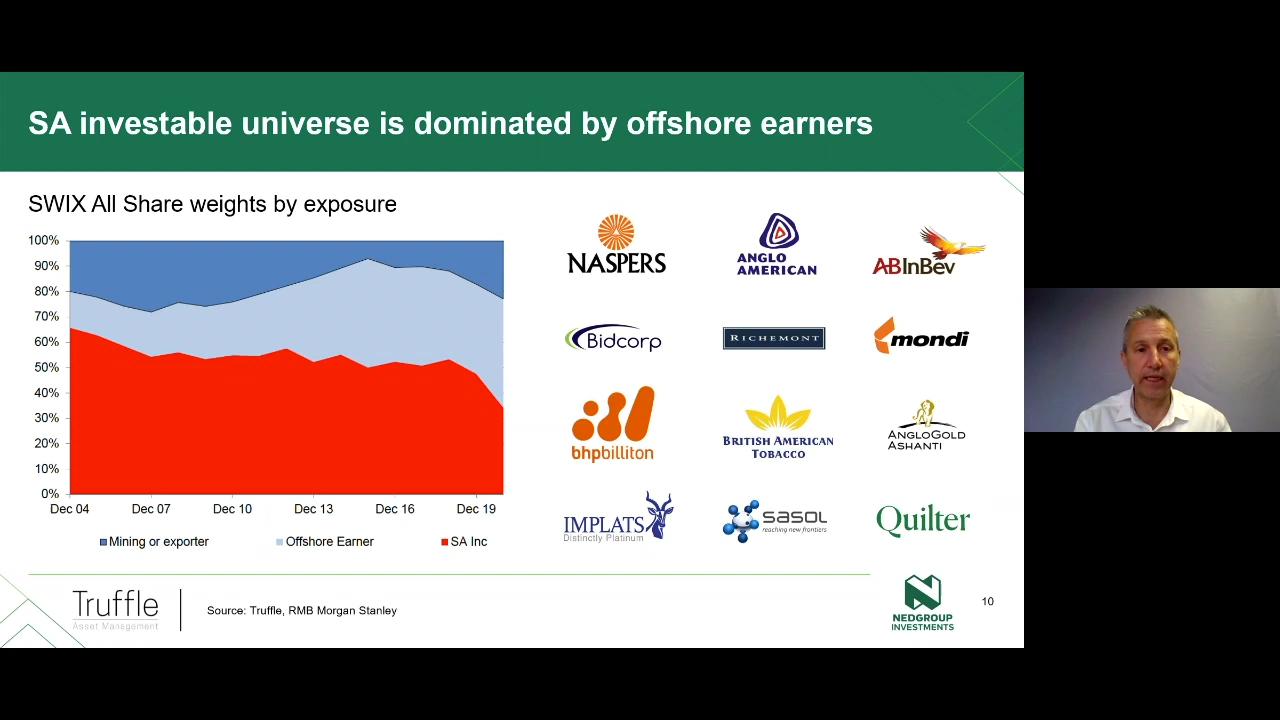 SA investable universe is dominated by offshore earners
SWIX All Share weights by exposure
100%
90%
80%
70%
60%
50%
40%
30%
20%
10%
0%
Dec 04 Dec 07 Dec 10 Dec 13 Dec 16 Dec 19
Mining or exporter Offshore Earner SA Inc
NASPERS
ANGLO
AMERICAN
ABInBev
Bidcorp
RICHEMONT
mondi
bhpbilliton
BRITISH AMERICAN
TOBACCO
ANGLOGOLD
ASHANTI
IMPLATS
Distinctly Platinum
sasol
reaching new frontiers
Quilter
Truffle
Asset Management
Source: Truffle, RMB Morgan Stanley
NEDGROUP
INVESTMENTS
10